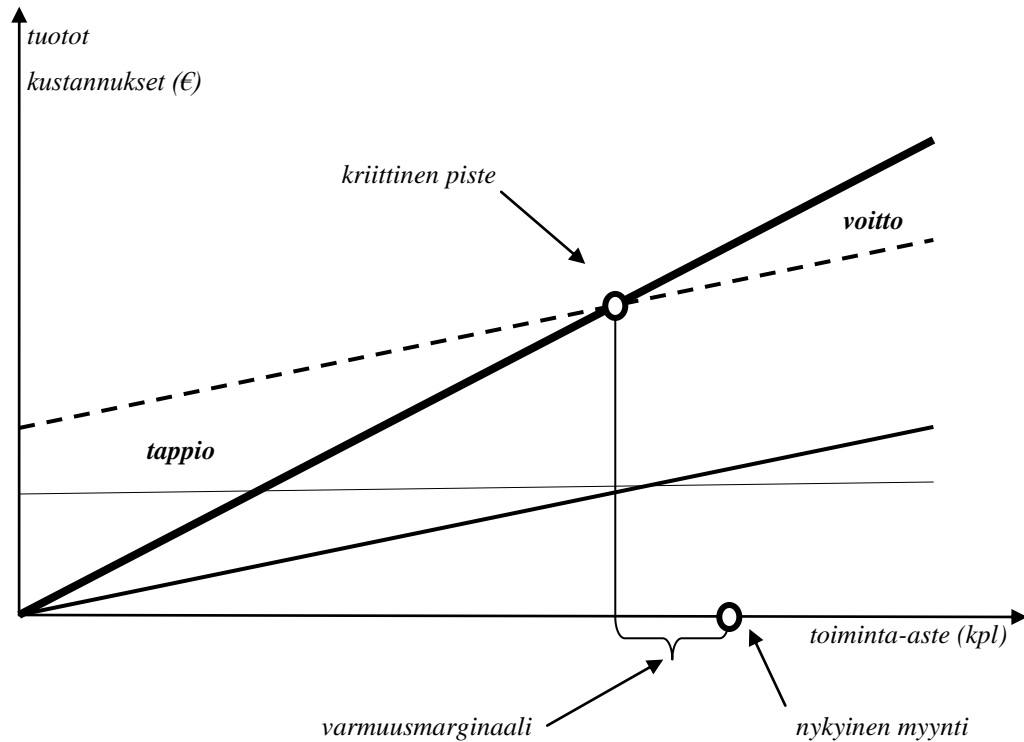 tuotot
kustannukset (€)
kriittinen piste
voitto
tappio
toiminta-aste (kpl)
varmuusmarginaali
nykyinen myynti